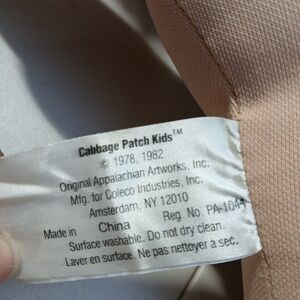 Cabbage Patch Kids™
© 1978, 1982
Original Appalachian Artworks, Inc.
Mfg. for Coleco Industries, Inc.
Amsterdam, NY 12010
Made in China Reg. No. PA-1044
Surface washable. Do not dry clean.
Laver en surface. Ne pas nettoyer a sec.